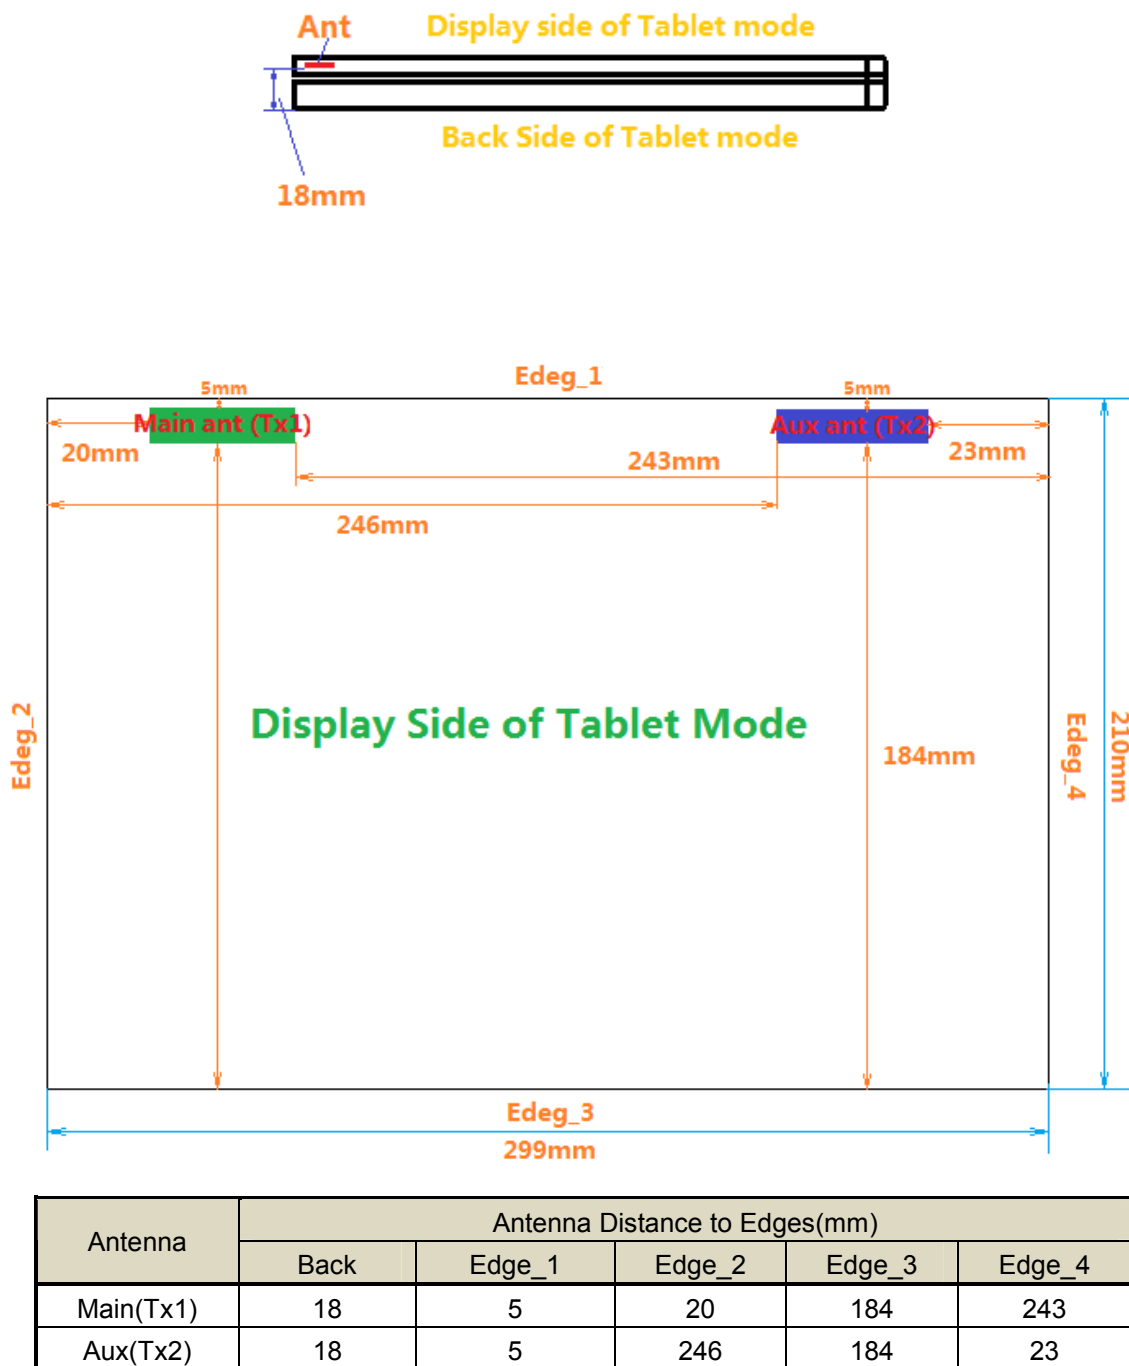 Ant
Display side of Tablet mode
Back Side of Tablet mode
18mm
Edeg_1
5mm
5mm
Main ant (Tx1)
Aux ant (Tx2)
20mm
243mm
23mm
246mm
Edeg_2
Display Side of Tablet Mode
184mm
Edeg_4
210mm
Edeg_3
299mm
Antenna Antenna Distance to Edges(mm)
Back Edge_1 Edge_2 Edge_3 Edge_4
Main(Tx1) 18 5 20 184 243
Aux(Tx2) 18 5 246 184 23